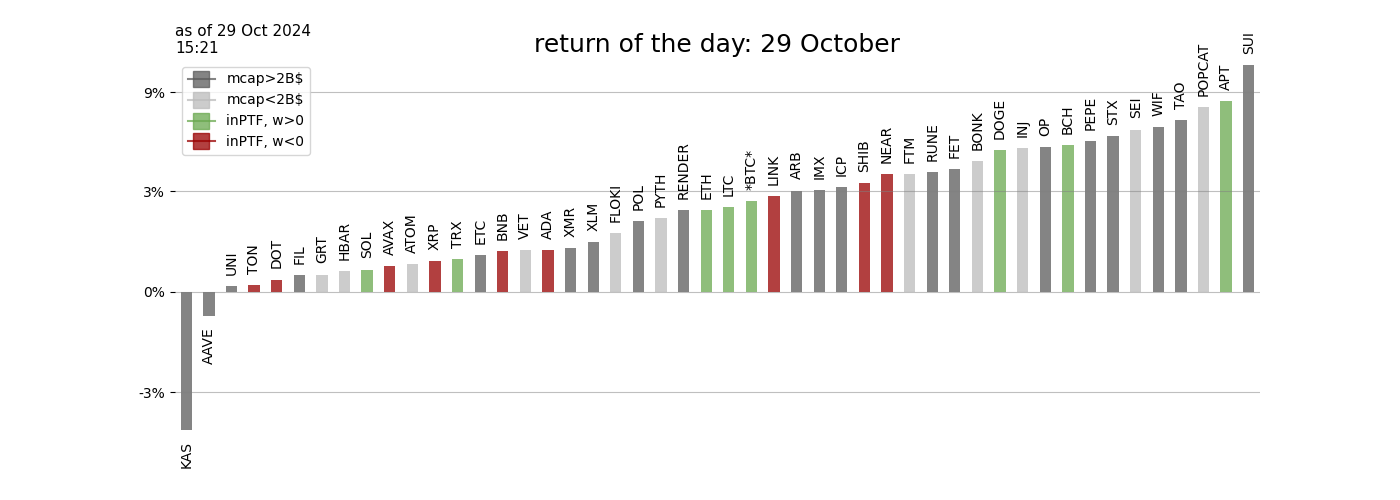 as of 29 Oct 2024
15:21
return of the day: 29 October
mcap>2B$
mcap<2B$
inPTF, w>0
inPTF, w<0
9%
3%
0%
-3%
KAS
AAVE
UNI
TON
DOT
FIL
GRT
HBAR
SOL
AVAX
ATOM
XRP
TRX
ETC
BNB
VET
ADA
XMR
XLM
FLOKI
POL
PYTH
RENDER
ETH
LTC
*BTC*
LINK
ARB
IMX
ICP
SHIB
NEAR
FTM
RUNE
FET
BONK
DOGE
INJ
OP
BCH
PEPE
STX
SEI
WIF
TAO
POPCAT
APT
SUI